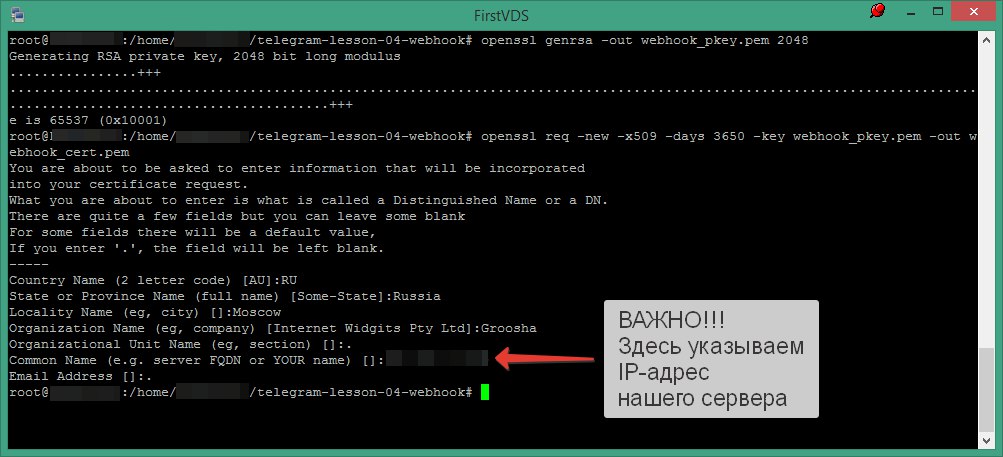 FirstVDS
root@ :/home/ /telegram-lesson-04-webhook# openssl genrsa -out webhook_pkey.pem 2048
Generating RSA private key, 2048 bit long modulus
................+++
.................................................................................................................................
..........................................+++
e is 65537 (0x10001)
root@ :/home/ /telegram-lesson-04-webhook# openssl req -new -x509 -days 3650 -key webhook_pkey.pem -out w
ebhook_cert.pem
You are about to be asked to enter information that will be incorporated
into your certificate request.
What you are about to enter is what is called a Distinguished Name or a DN.
There are quite a few fields but you can leave some blank
For some fields there will be a default value,
If you enter '.', the field will be left blank.
-----
Country Name (2 letter code) [AU]:RU
State or Province Name (full name) [Some-State]:Russia
Locality Name (eg, city) []:Moscow
Organization Name (eg, company) [Internet Widgits Pty Ltd]:Groosha
Organizational Unit Name (eg, section) []:.
Common Name (e.g. server FQDN or YOUR name) []:
Email Address []:.
root@ :/home/ /telegram-lesson-04-webhook#
ВАЖНО!!!
Здесь указываем
IP-адрес
нашего сервера